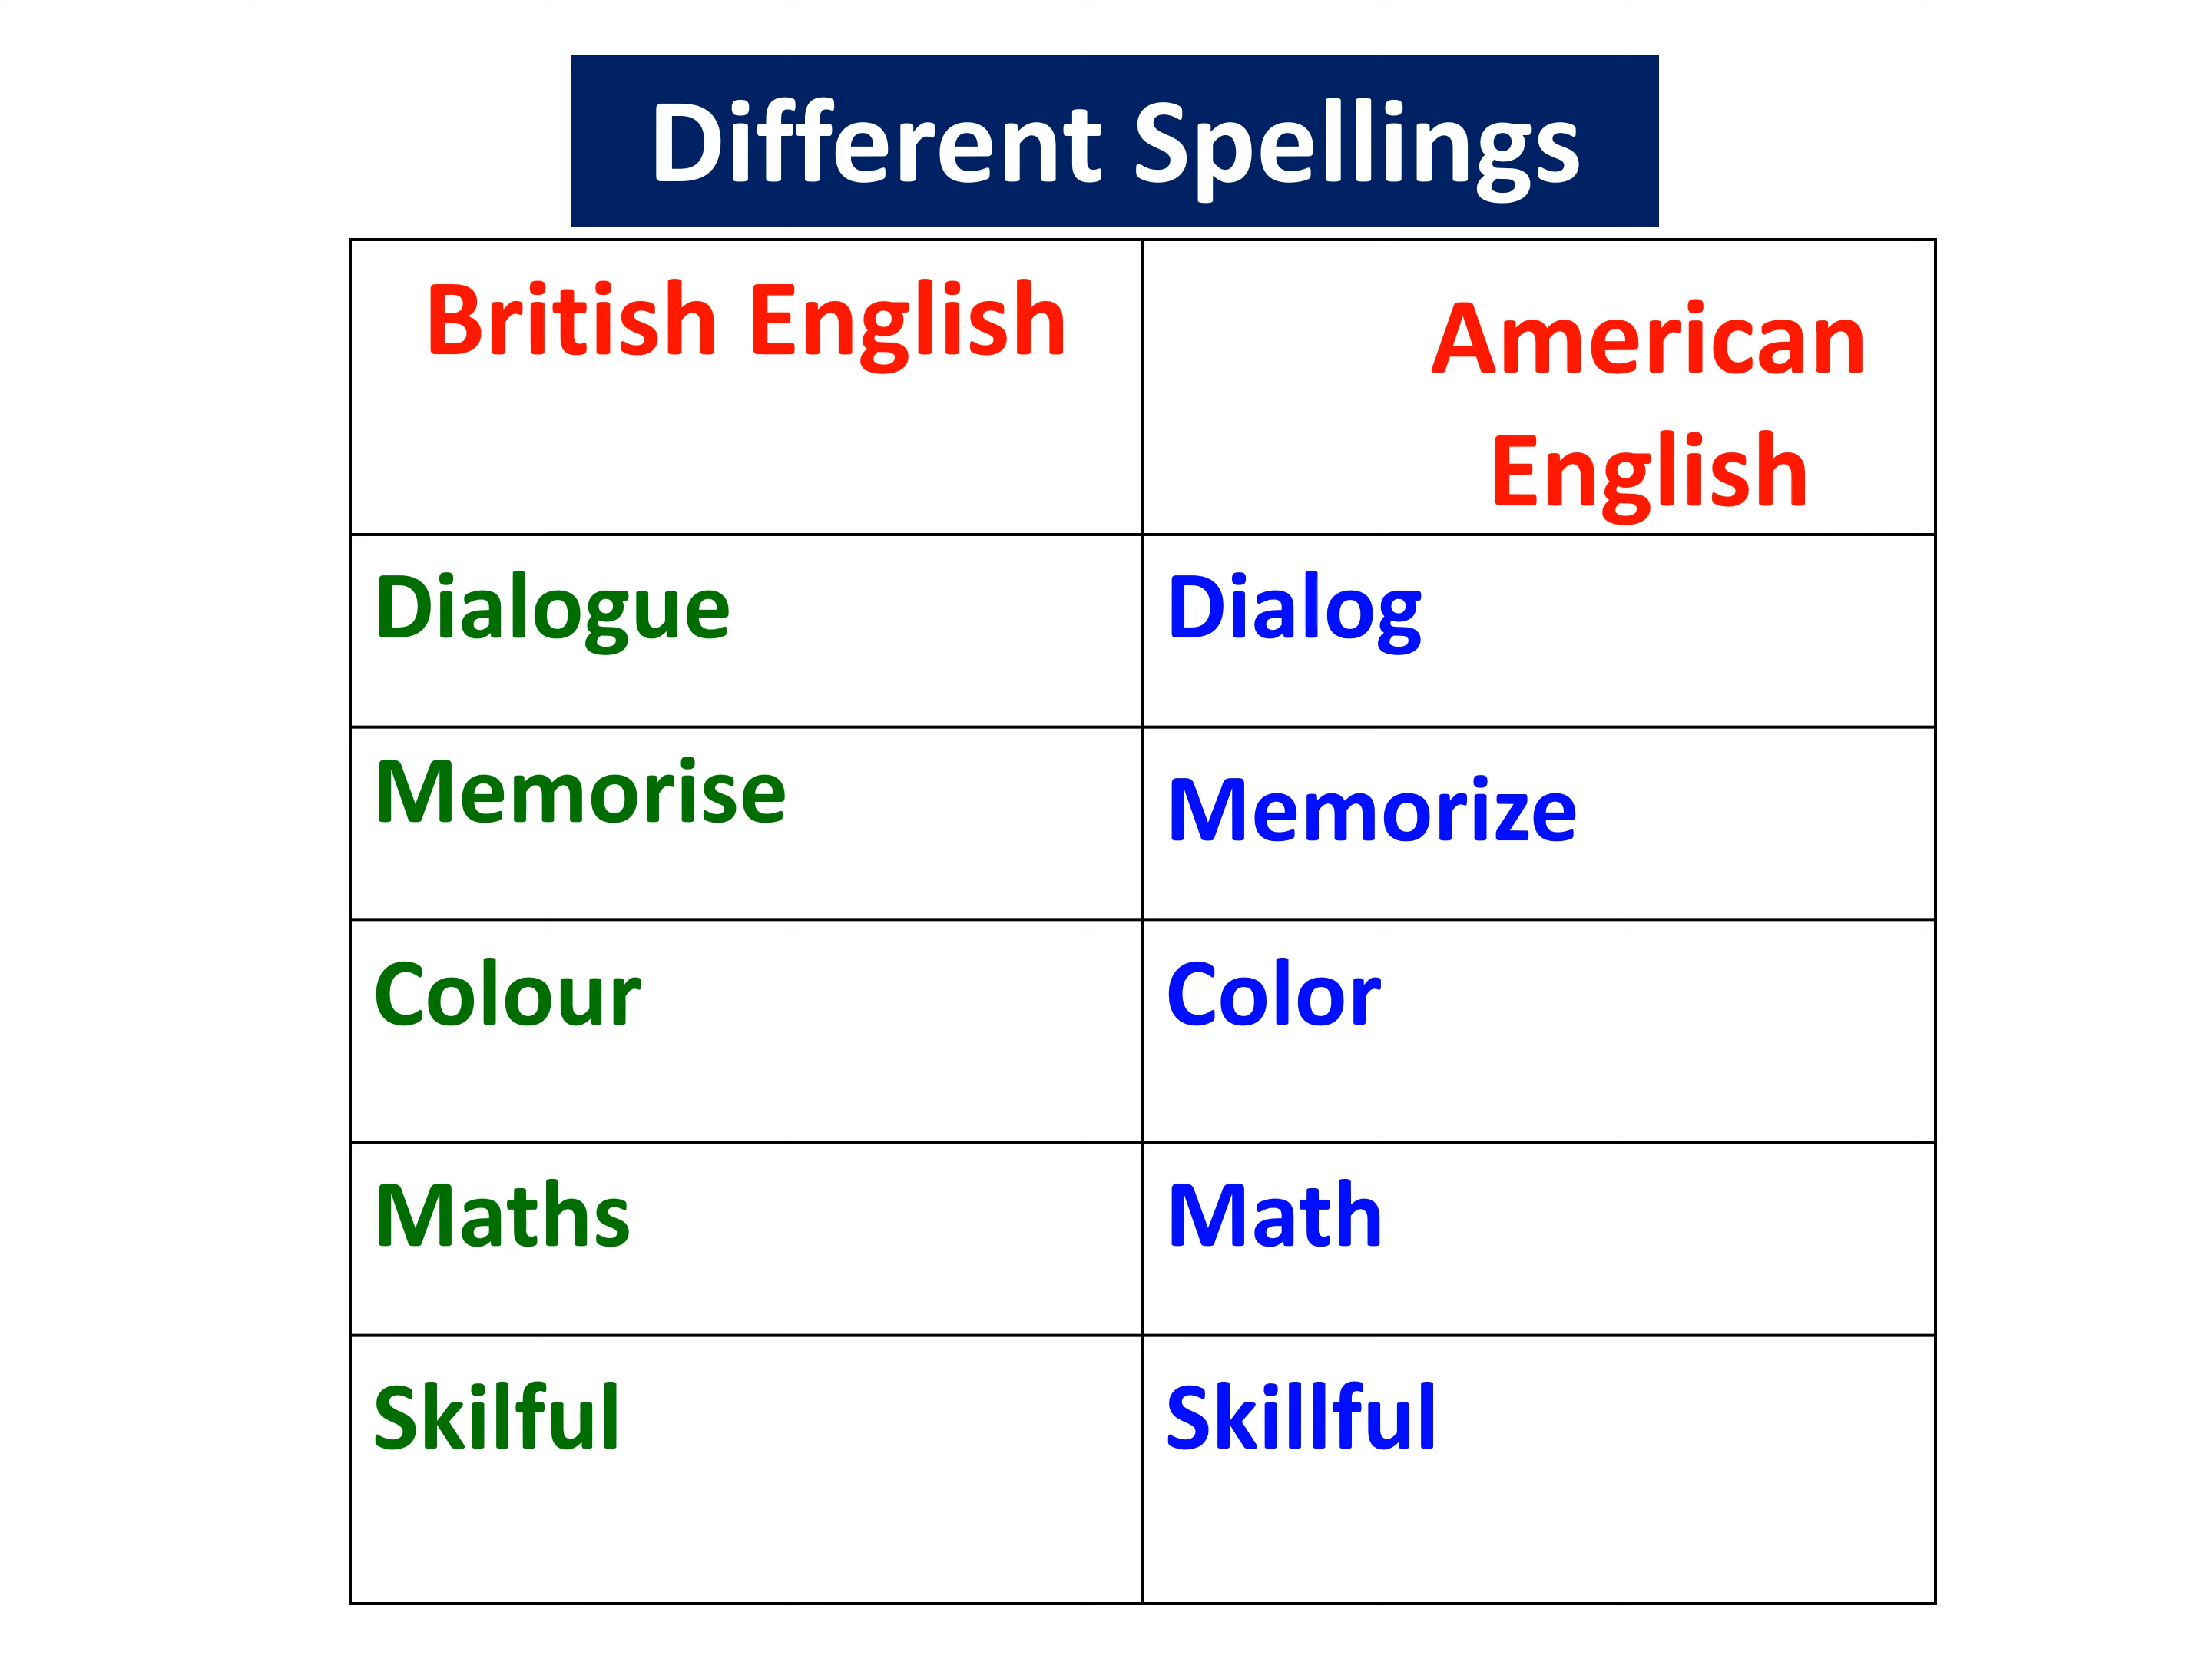 Different Spellings
British English
American
English
Dialogue
Dialog
Memorise
Memorize
Colour
Color
Maths
Math
Skilful
Skillful